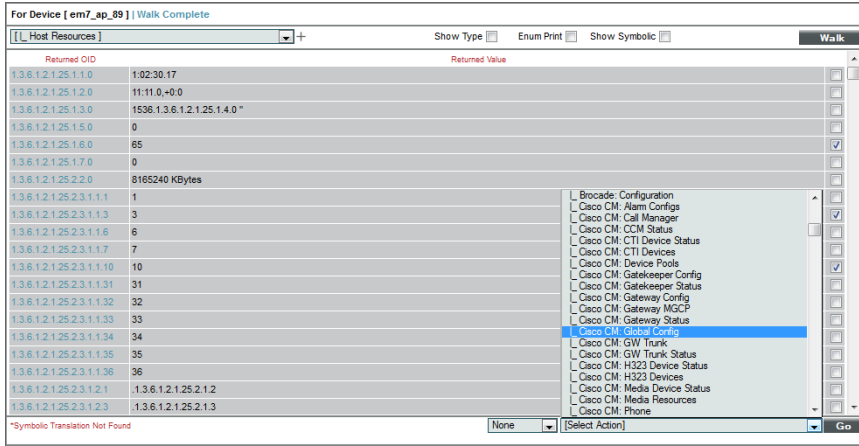 For Device [ em7_ap_89 ] | Walk Complete
[ |_ Host Resources ] + Show Type Enum Print Show Symbolic Walk
Returned OID Returned Value
1.3.6.1.2.1.25.1.1.0 1:02:30.17
1.3.6.1.2.1.25.1.2.0 11:11.0,+0:0
1.3.6.1.2.1.25.1.3.0 1536.1.3.6.1.2.1.25.1.4.0 "
1.3.6.1.2.1.25.1.5.0 0
1.3.6.1.2.1.25.1.6.0 65
1.3.6.1.2.1.25.1.7.0 0
1.3.6.1.2.1.25.2.2.0 8165240 KBytes
1.3.6.1.2.1.25.2.3.1.1.1 1
1.3.6.1.2.1.25.2.3.1.1.3 3
1.3.6.1.2.1.25.2.3.1.1.6 6
1.3.6.1.2.1.25.2.3.1.1.7 7
1.3.6.1.2.1.25.2.3.1.1.10 10
1.3.6.1.2.1.25.2.3.1.1.31 31
1.3.6.1.2.1.25.2.3.1.1.32 32
1.3.6.1.2.1.25.2.3.1.1.33 33
1.3.6.1.2.1.25.2.3.1.1.34 34
1.3.6.1.2.1.25.2.3.1.1.35 35
1.3.6.1.2.1.25.2.3.1.1.36 36
1.3.6.1.2.1.25.2.3.1.2.1 .1.3.6.1.2.1.25.2.1.2
1.3.6.1.2.1.25.2.3.1.2.3 .1.3.6.1.2.1.25.2.1.3
|_ Brocade: Configuration
|_ Cisco CM: Alarm Configs
|_ Cisco CM: Call Manager
|_ Cisco CM: CCM Status
|_ Cisco CM: CTI Device Status
|_ Cisco CM: CTI Devices
|_ Cisco CM: Device Pools
|_ Cisco CM: Gatekeeper Config
|_ Cisco CM: Gatekeeper Status
|_ Cisco CM: Gateway Config
|_ Cisco CM: Gateway MGCP
|_ Cisco CM: Gateway Status
|_ Cisco CM: Global Config
|_ Cisco CM: GW Trunk
|_ Cisco CM: GW Trunk Status
|_ Cisco CM: H323 Device Status
|_ Cisco CM: H323 Devices
|_ Cisco CM: Media Device Status
|_ Cisco CM: Media Resources
|_ Cisco CM: Phone
*Symbolic Translation Not Found None [Select Action] Go